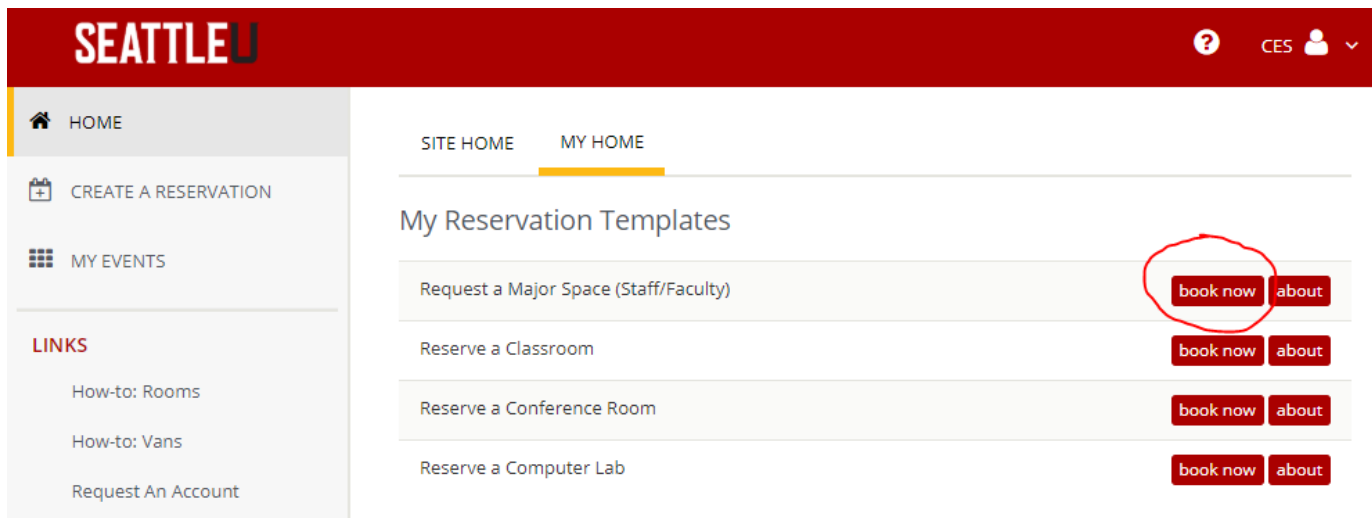 SEATTLEU
? CES
HOME
CREATE A RESERVATION
MY EVENTS
LINKS
How-to: Rooms
How-to: Vans
Request An Account
SITE HOME MY HOME
My Reservation Templates
Request a Major Space (Staff/Faculty) book now about
Reserve a Classroom book now about
Reserve a Conference Room book now about
Reserve a Computer Lab book now about